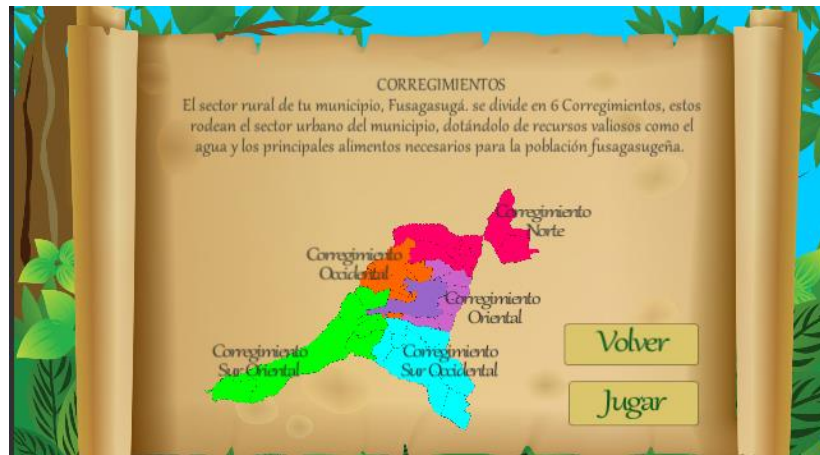 CORREGIMIENTOS
El sector rural de tu municipio, Fusagasugá. se divide en 6 Corregimientos, estos
rodean el sector urbano del municipio, dotándolo de recursos valiosos como el
agua y los principales alimentos necesarios para la población fusagasugeña.
Corregimiento
Norte
Corregimiento
Occidental
Corregimiento
Oriental
Corregimiento
Sur Oriental
Corregimiento
Sur Occidental
Volver
Jugar